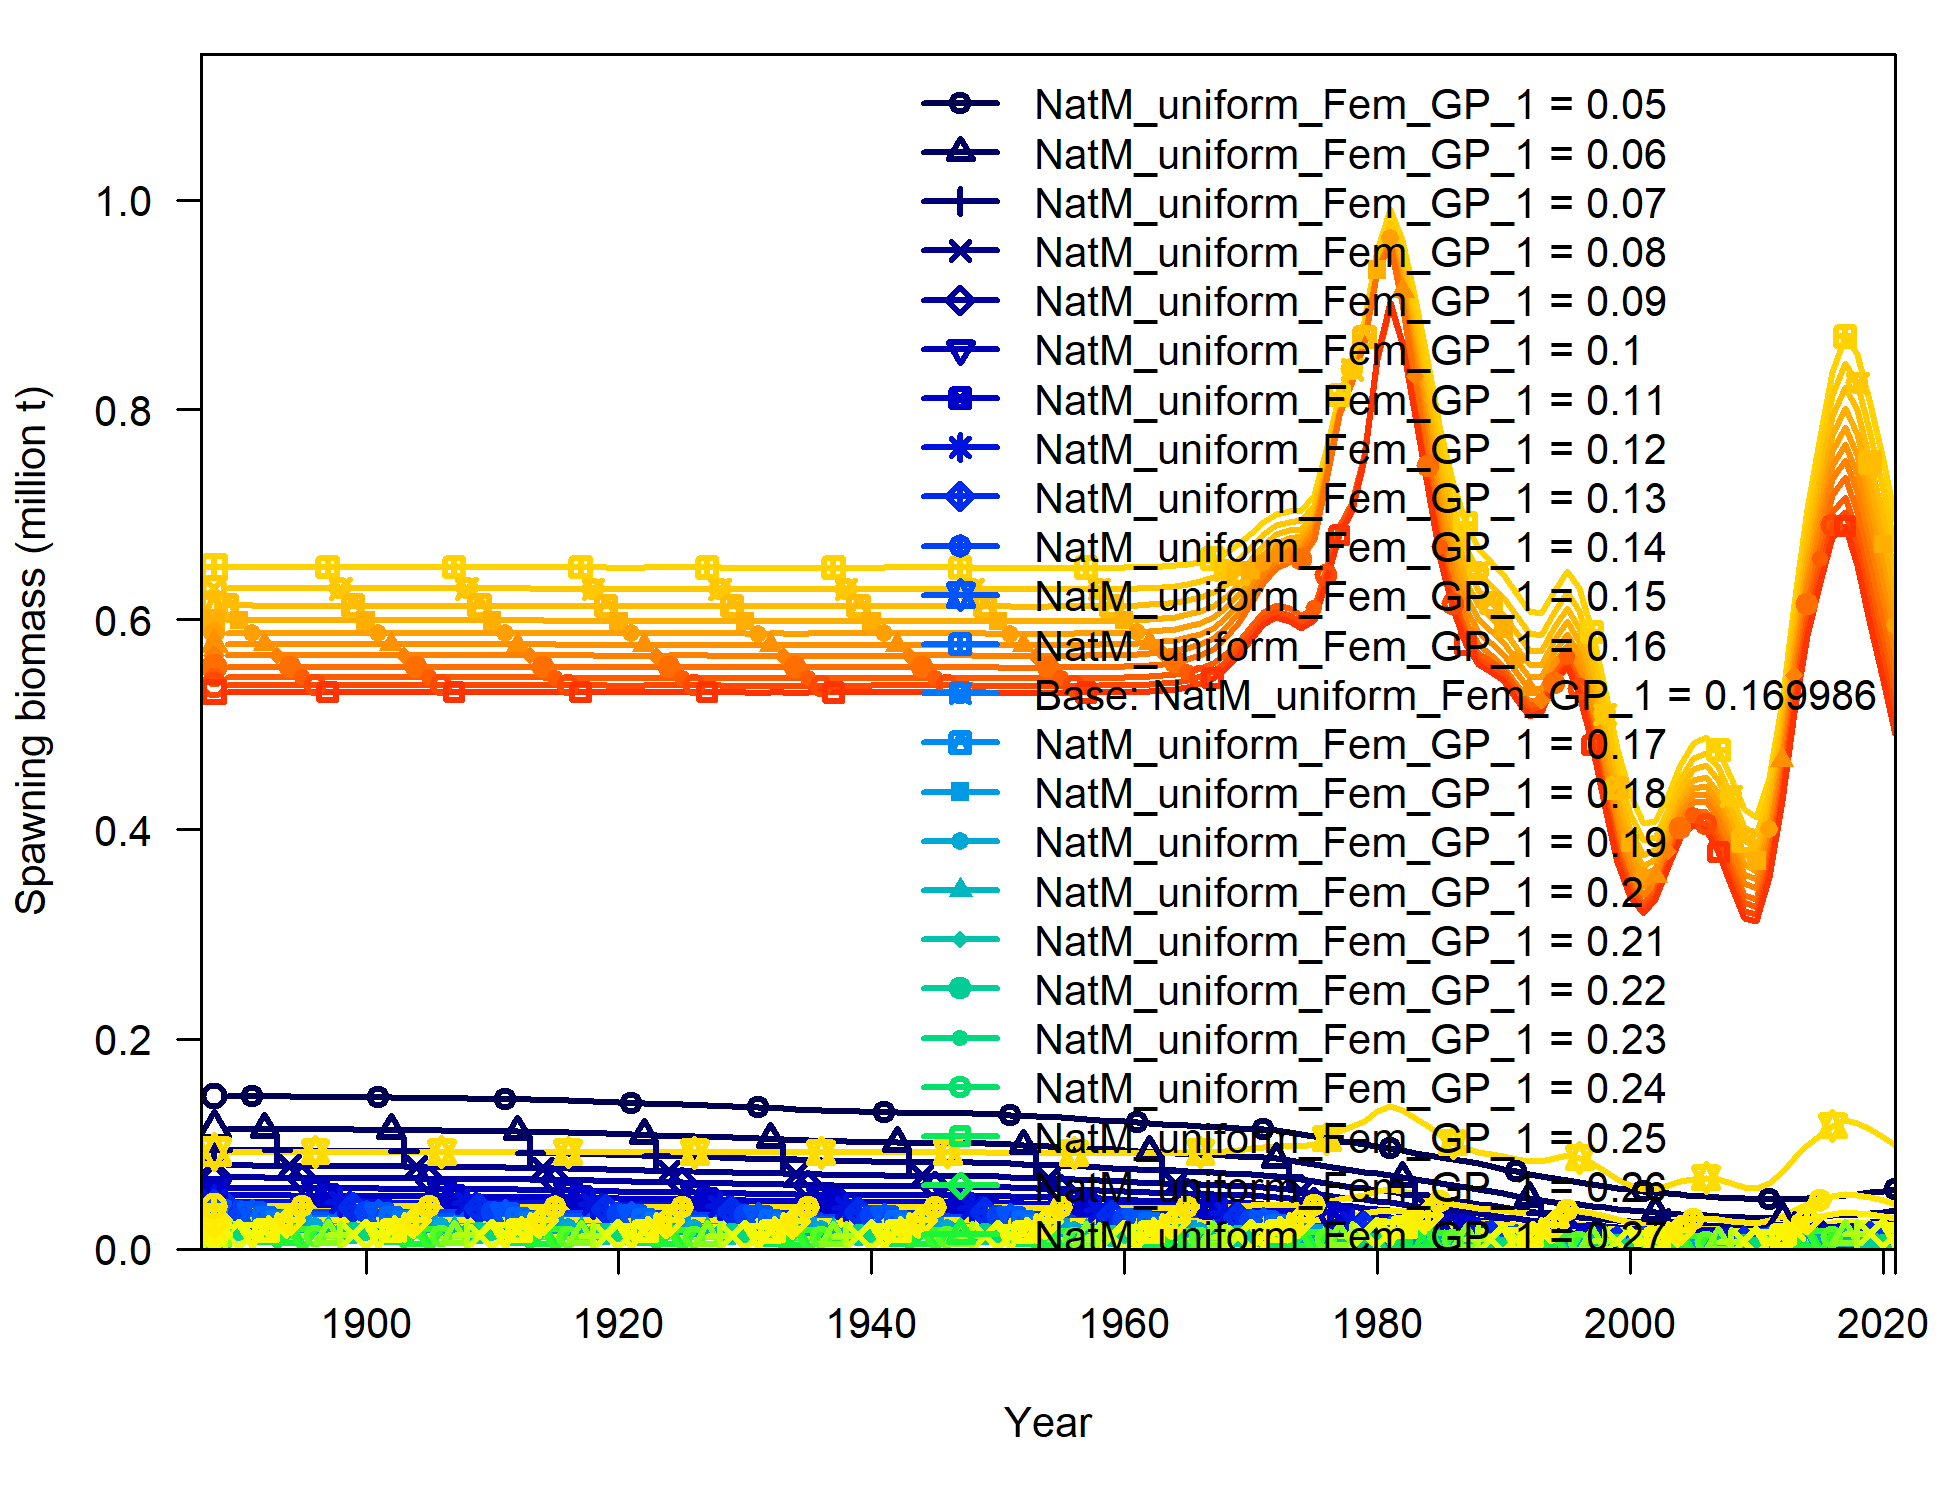 NatM_uniform_Fem_GP_1 = 0.05
NatM_uniform_Fem_GP_1 = 0.06
NatM_uniform_Fem_GP_1 = 0.07
NatM_uniform_Fem_GP_1 = 0.08
NatM_uniform_Fem_GP_1 = 0.09
NatM_uniform_Fem_GP_1 = 0.1
NatM_uniform_Fem_GP_1 = 0.11
NatM_uniform_Fem_GP_1 = 0.12
NatM_uniform_Fem_GP_1 = 0.13
NatM_uniform_Fem_GP_1 = 0.14
NatM_uniform_Fem_GP_1 = 0.15
NatM_uniform_Fem_GP_1 = 0.16
Base: NatM_uniform_Fem_GP_1 = 0.169986
NatM_uniform_Fem_GP_1 = 0.17
NatM_uniform_Fem_GP_1 = 0.18
NatM_uniform_Fem_GP_1 = 0.19
NatM_uniform_Fem_GP_1 = 0.2
NatM_uniform_Fem_GP_1 = 0.21
NatM_uniform_Fem_GP_1 = 0.22
NatM_uniform_Fem_GP_1 = 0.23
NatM_uniform_Fem_GP_1 = 0.24
NatM_uniform_Fem_GP_1 = 0.25
NatM_uniform_Fem_GP_1 = 0.26
NatM_uniform_Fem_GP_1 = 0.27
Spawning biomass (million t)
1.0
0.8
0.6
0.4
0.2
0.0
1900 1920 1940 1960 1980 2000 2020
Year